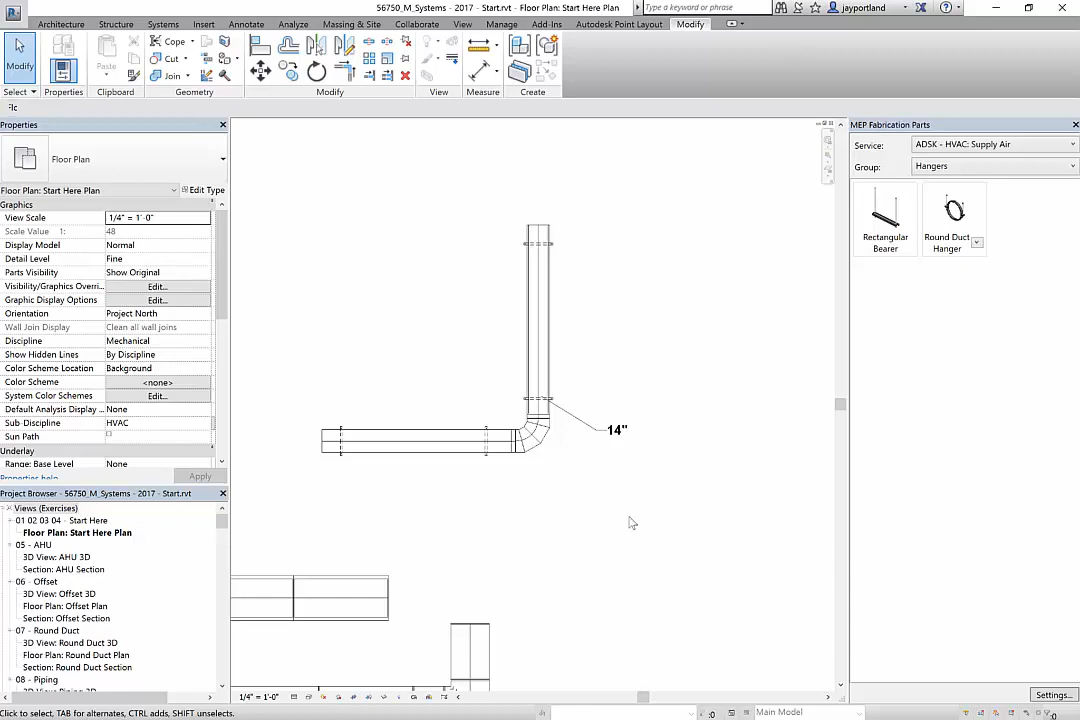 56750_M_Systems - 2017 - Start.rvt - Floor Plan: Start Here Plan
Type a keyword or phrase
jayportland
Architecture Structure Systems Insert Annotate Analyze Massing & Site Collaborate View Manage Add-Ins Autodesk Point Layout Modify
Modify
Paste
Cope
Cut
Join
Select Properties Clipboard Geometry Modify View Measure Create
Properties
Floor Plan
Floor Plan: Start Here Plan Edit Type
Graphics
View Scale 1/4" = 1'-0"
Scale Value 1: 48
Display Model Normal
Detail Level Fine
Parts Visibility Show Original
Visibility/Graphics Overri... Edit...
Graphic Display Options Edit...
Orientation Project North
Wall Join Display Clean all wall joins
Discipline Mechanical
Show Hidden Lines By Discipline
Color Scheme Location Background
Color Scheme <none>
System Color Schemes Edit...
Default Analysis Display ... None
Sub-Discipline HVAC
Sun Path
Underlay
Range: Base Level None
Properties help Apply
Project Browser - 56750_M_Systems - 2017 - Start.rvt
Views (Exercises)
01 02 03 04 - Start Here
Floor Plan: Start Here Plan
05 - AHU
3D View: AHU 3D
Section: AHU Section
06 - Offset
3D View: Offset 3D
Floor Plan: Offset Plan
Section: Offset Section
07 - Round Duct
3D View: Round Duct 3D
Floor Plan: Round Duct Plan
Section: Round Duct Section
08 - Piping
14"
MEP Fabrication Parts
Service: ADSK - HVAC: Supply Air
Group: Hangers
Rectangular Bearer
Round Duct Hanger
Settings...
1/4" = 1'-0"
Click to select, TAB for alternates, CTRL adds, SHIFT unselects.
:0
Main Model
:0